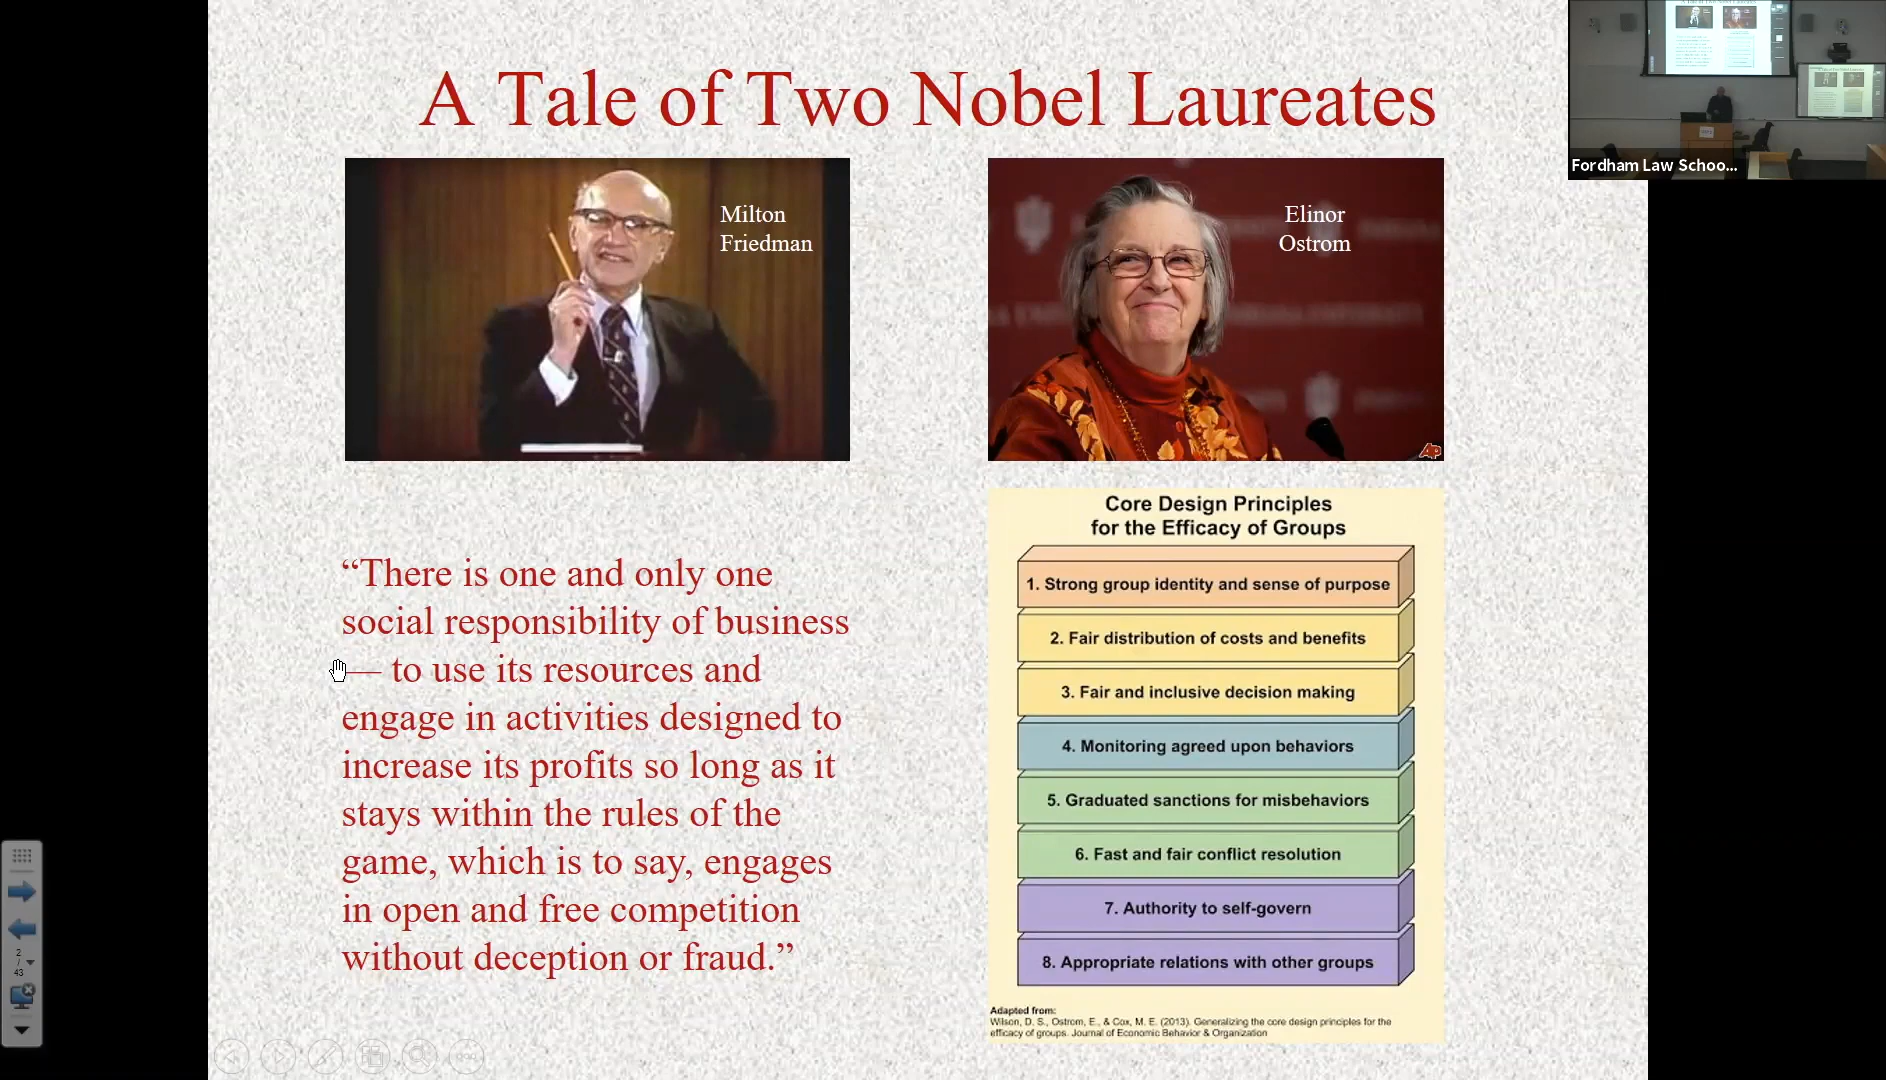 A Tale of Two Nobel Laureates
Fordham Law Schoo...
Milton
Friedman
Elinor
Ostrom
AP
“There is one and only one
social responsibility of business
— to use its resources and
engage in activities designed to
increase its profits so long as it
stays within the rules of the
game, which is to say, engages
in open and free competition
without deception or fraud.”
Core Design Principles
for the Efficacy of Groups
1. Strong group identity and sense of purpose
2. Fair distribution of costs and benefits
3. Fair and inclusive decision making
4. Monitoring agreed upon behaviors
5. Graduated sanctions for misbehaviors
6. Fast and fair conflict resolution
7. Authority to self-govern
8. Appropriate relations with other groups
Adapted from:
Wilson, D. S., Ostrom, E., & Cox, M. E. (2013). Generalizing the core design principles for the
efficacy of groups. Journal of Economic Behavior & Organization
2
/
43